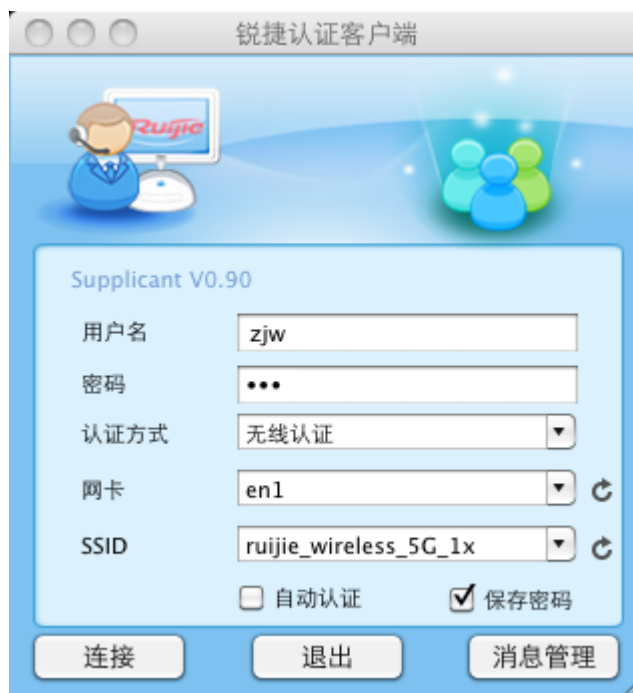 锐捷认证客户端
Ruijie
Supplicant V0.90
用户名 zjw
密码 •••
认证方式 无线认证
网卡 en1
SSID ruijie_wireless_5G_1x
自动认证 保存密码
连接 退出 消息管理